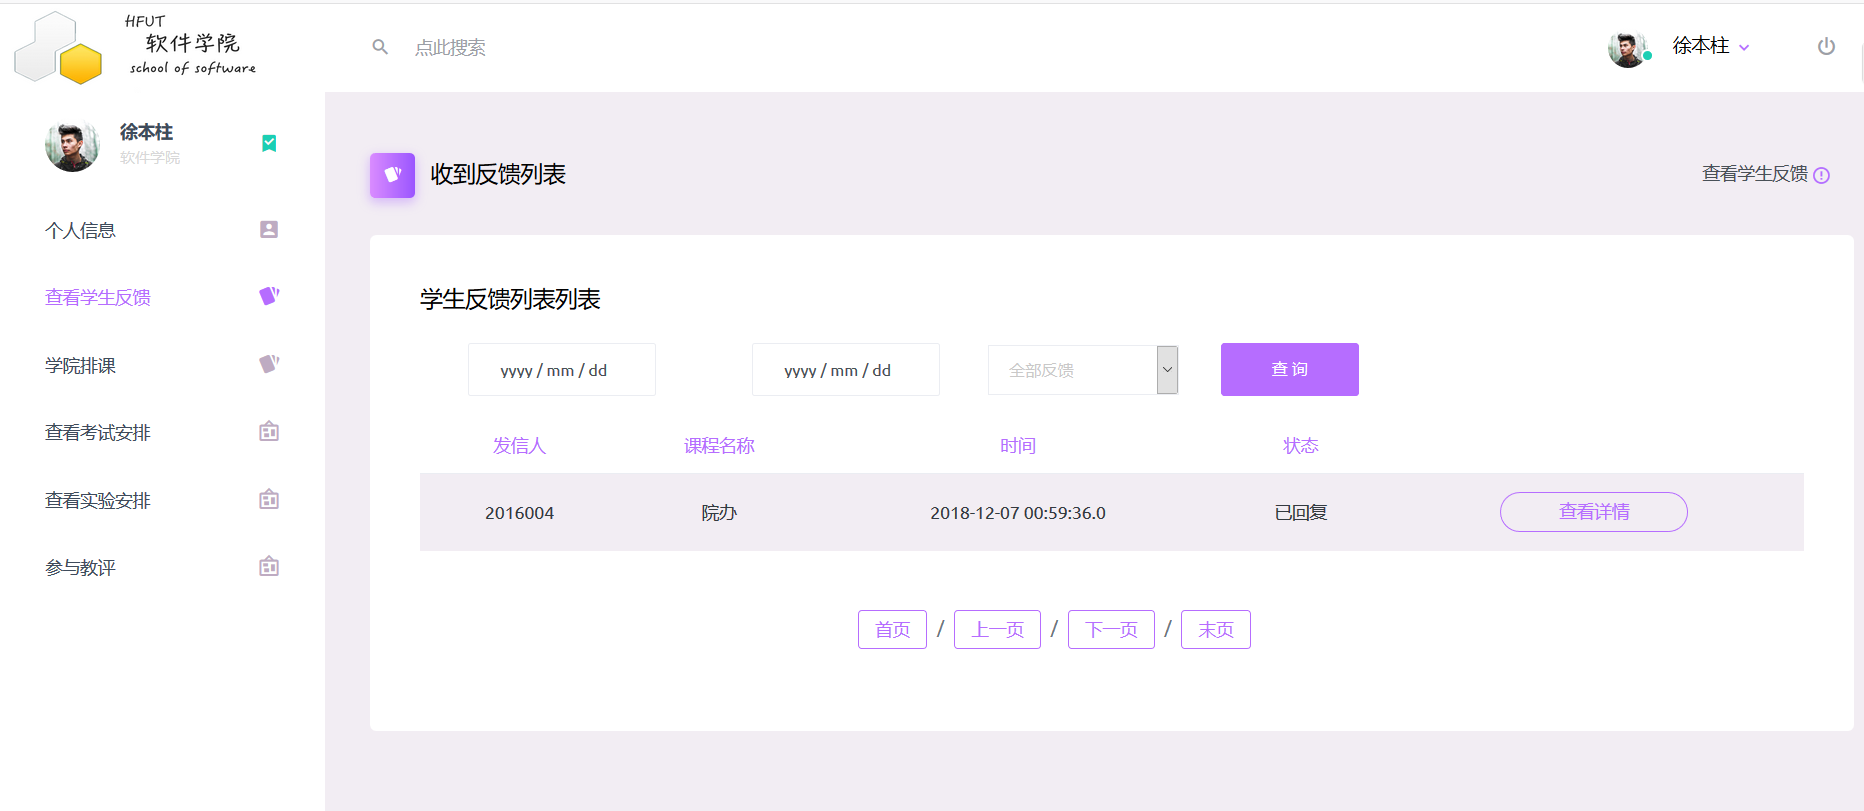 HFUT
软件学院
school of software
点此搜索
徐本柱
徐本柱
软件学院
个人信息
查看学生反馈
学院排课
查看考试安排
查看实验安排
参与教评
收到反馈列表
查看学生反馈
学生反馈列表列表
yyyy / mm / dd
yyyy / mm / dd
全部反馈
查 询
发信人 课程名称 时间 状态
2016004 院办 2018-12-07 00:59:36.0 已回复 查看详情
首页 / 上一页 / 下一页 / 末页